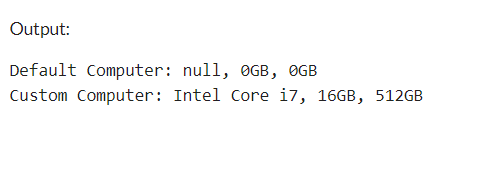 Output:
Default Computer: null, 0GB, 0GB
Custom Computer: Intel Core i7, 16GB, 512GB